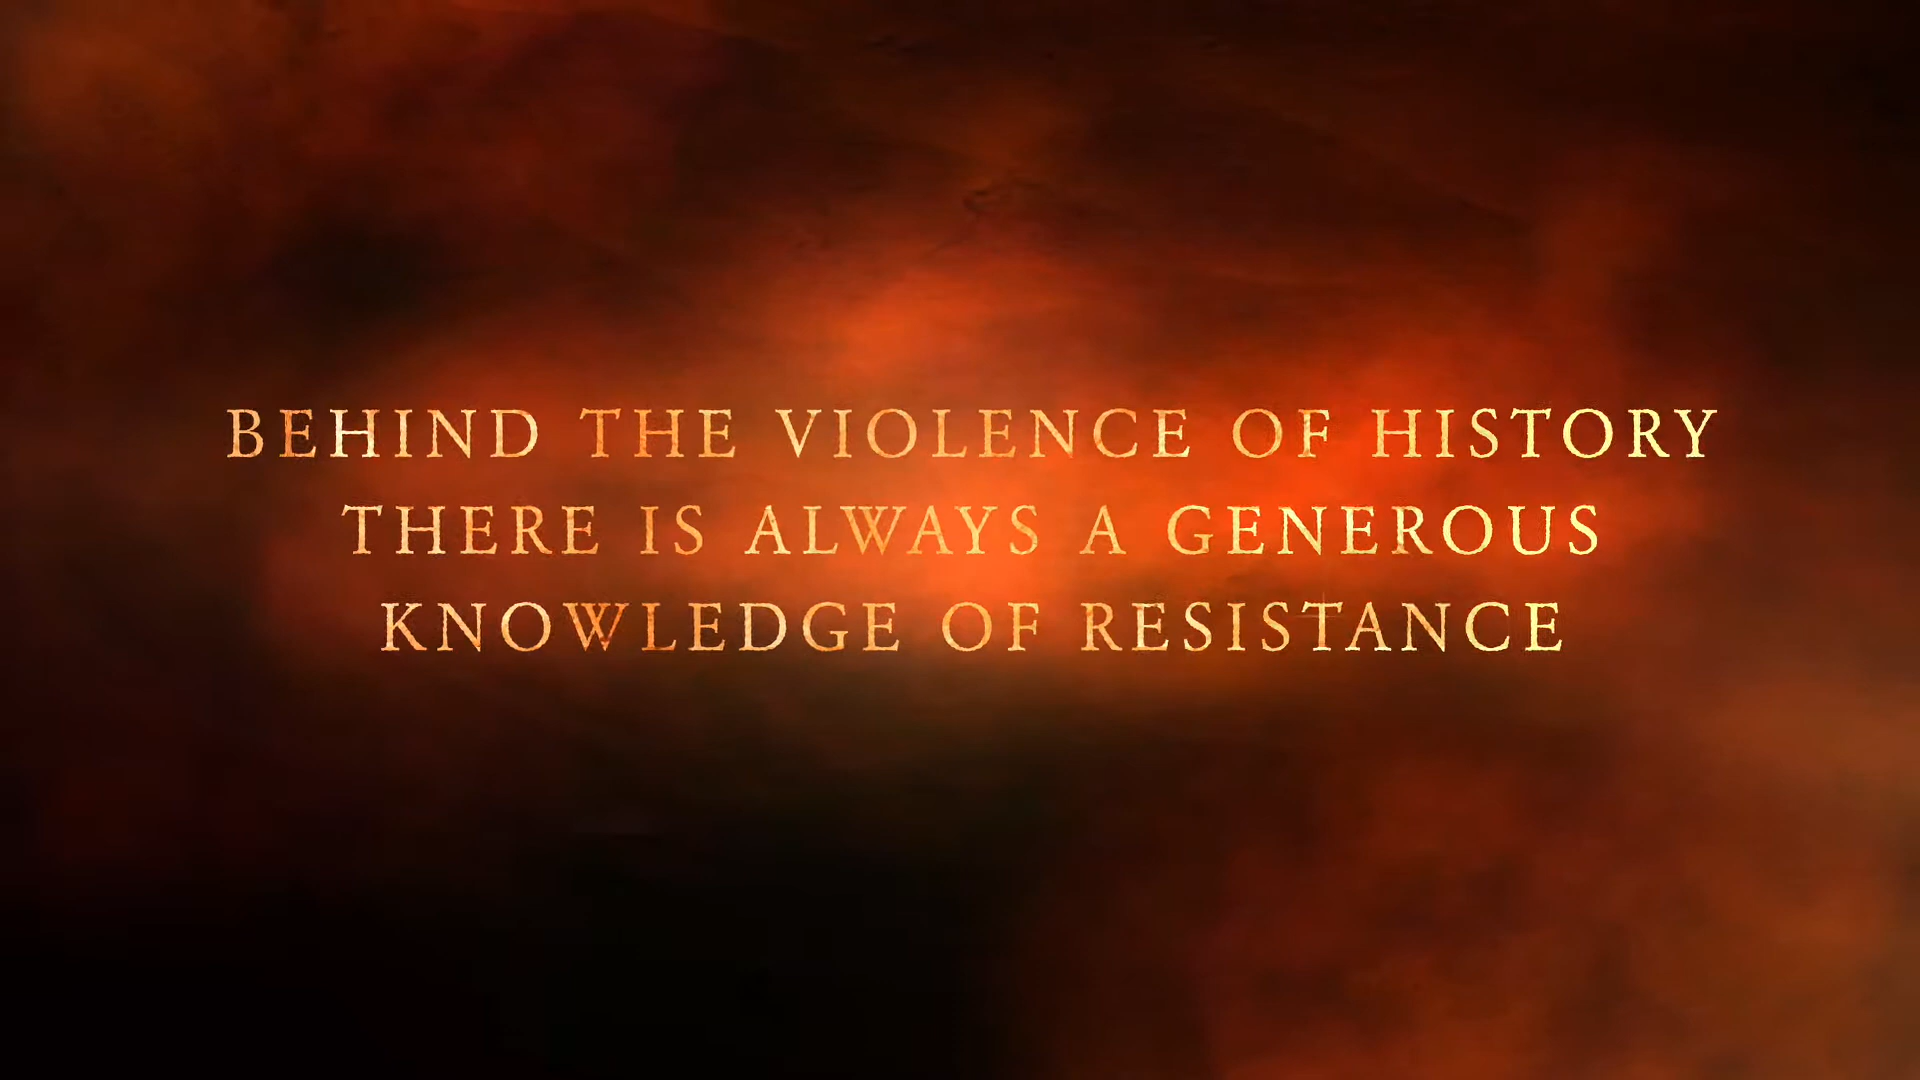 BEHIND THE VIOLENCE OF HISTORY
THERE IS ALWAYS A GENEROUS
KNOWLEDGE OF RESISTANCE